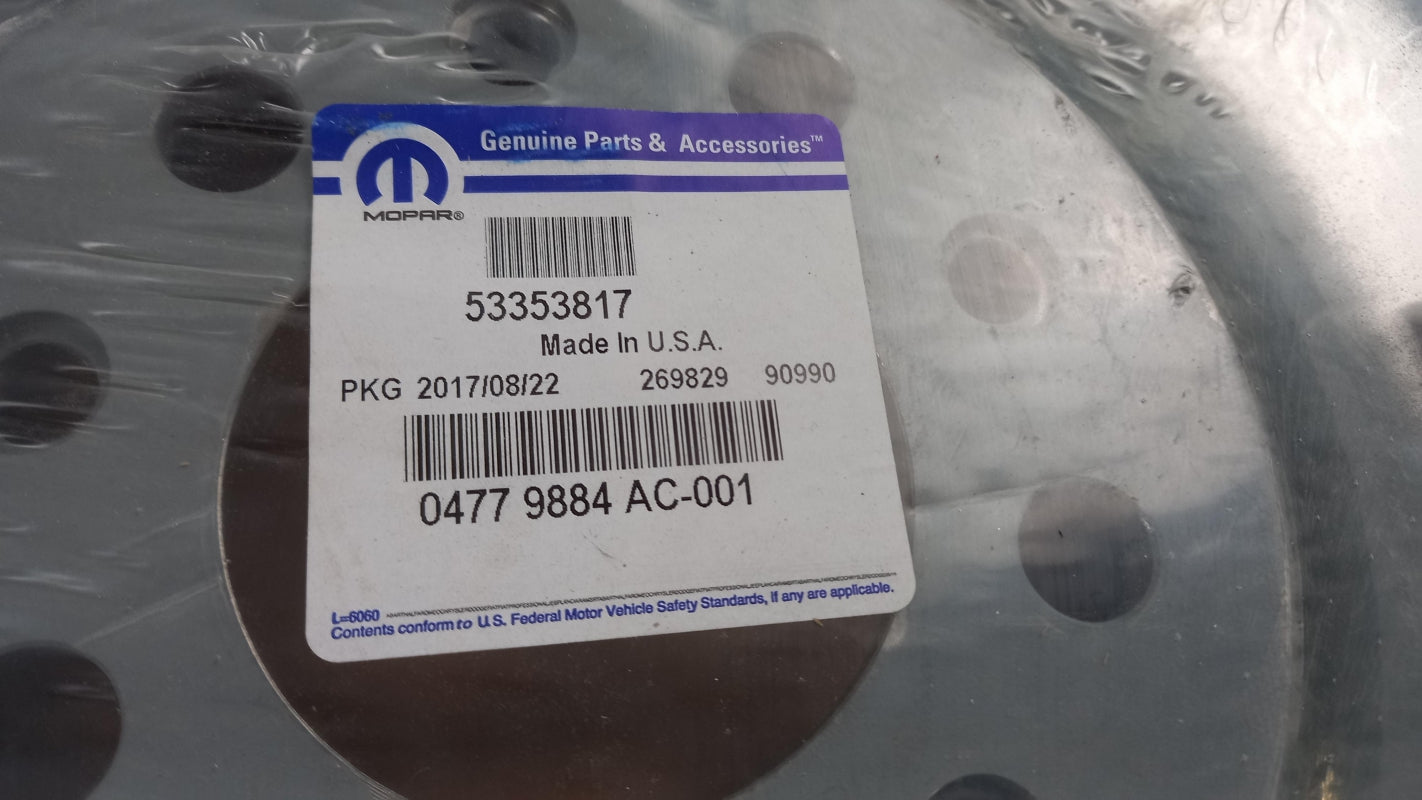 Genuine Parts & Accessories™
MOPAR®
53353817
Made In U.S.A.
PKG 2017/08/22 269829 90990
0477 9884 AC-001
L=6060
Contents conform to U.S. Federal Motor Vehicle Safety Standards, if any are applicable.